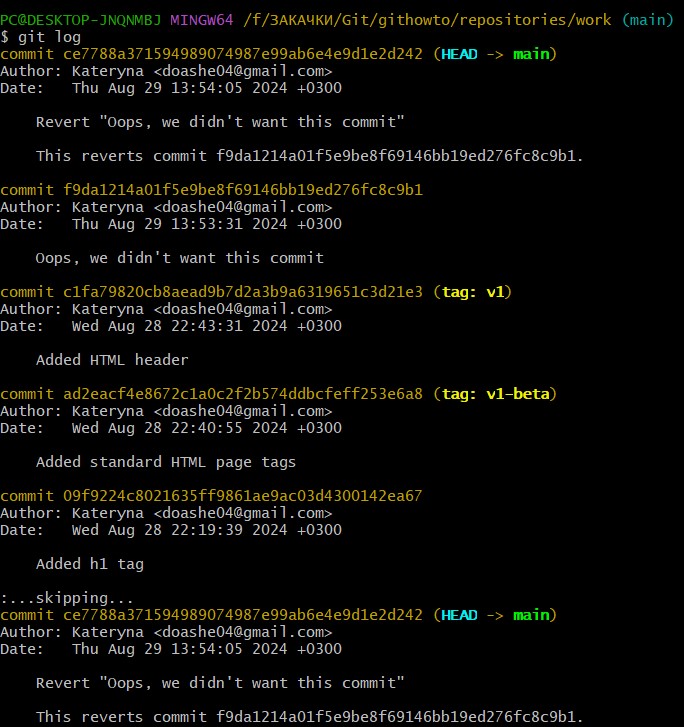 PC@DESKTOP-JNQNMBJ MINGW64 /f/ЗАКАЧКИ/Git/githowto/repositories/work (main)
$ git log
commit ce7788a371594989074987e99ab6e4e9d1e2d242 (HEAD -> main)
Author: Kateryna <doashe04@gmail.com>
Date:   Thu Aug 29 13:54:05 2024 +0300
    Revert "Oops, we didn't want this commit"
    This reverts commit f9da1214a01f5e9be8f69146bb19ed276fc8c9b1.
commit f9da1214a01f5e9be8f69146bb19ed276fc8c9b1
Author: Kateryna <doashe04@gmail.com>
Date:   Thu Aug 29 13:53:31 2024 +0300
    Oops, we didn't want this commit
commit c1fa79820cb8aead9b7d2a3b9a6319651c3d21e3 (tag: v1)
Author: Kateryna <doashe04@gmail.com>
Date:   Wed Aug 28 22:43:31 2024 +0300
    Added HTML header
commit ad2eacf4e8672c1a0c2f2b574ddbcfeff253e6a8 (tag: v1-beta)
Author: Kateryna <doashe04@gmail.com>
Date:   Wed Aug 28 22:40:55 2024 +0300
    Added standard HTML page tags
commit 09f9224c8021635ff9861ae9ac03d4300142ea67
Author: Kateryna <doashe04@gmail.com>
Date:   Wed Aug 28 22:19:39 2024 +0300
    Added h1 tag
:...skipping...
commit ce7788a371594989074987e99ab6e4e9d1e2d242 (HEAD -> main)
Author: Kateryna <doashe04@gmail.com>
Date:   Thu Aug 29 13:54:05 2024 +0300
    Revert "Oops, we didn't want this commit"
    This reverts commit f9da1214a01f5e9be8f69146bb19ed276fc8c9b1.